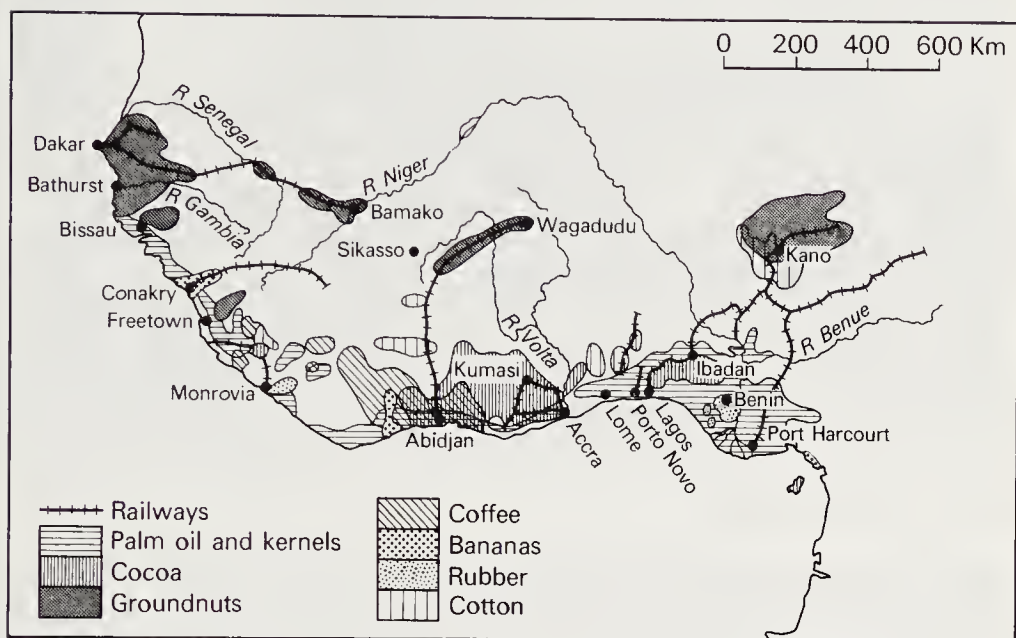 0 200 400 600 Km
R Senegal
Dakar
R Niger
Bathurst
R Gambia
Bamako
Wagadudu
Bissau
Sikasso
Kano
Conakry
Freetown
R Volta
R Benue
Kumasi
Ibadan
Monrovia
Benin
Abidjan
Accra
Lome
Porto Novo
Lagos
Port Harcourt
Railways
Palm oil and kernels
Cocoa
Groundnuts
Coffee
Bananas
Rubber
Cotton